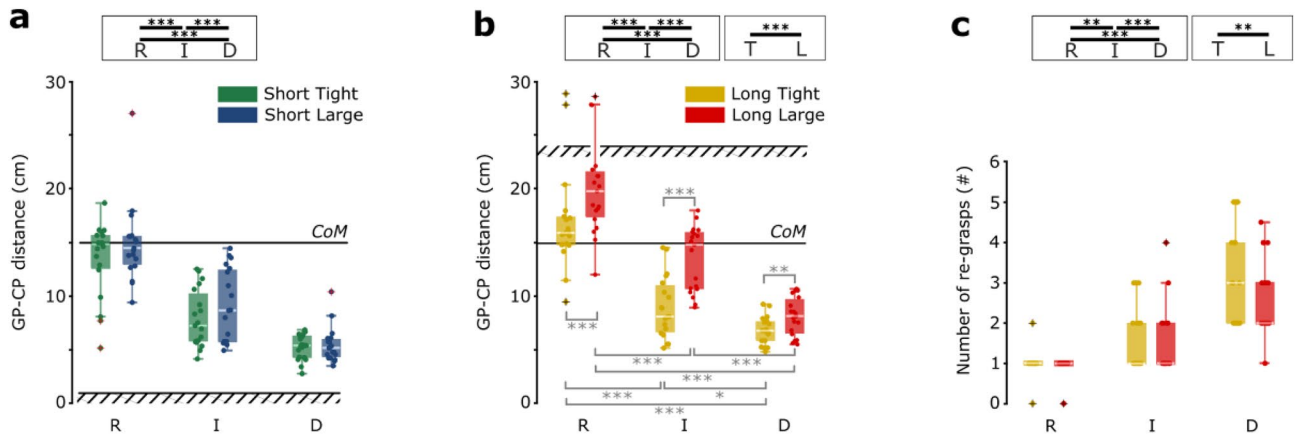 a
*** ***
***
R I D
30
20
10
0
GP-CP distance (cm)
Short Tight
Short Large
CoM
R I D
b
*** ***
***
R I D
***
T L
30
20
10
0
GP-CP distance (cm)
Long Tight
Long Large
***
CoM
**
***
*** ***
***
*** *
***
R I D
c
** ***
***
R I D
**
T L
6
5
4
3
2
1
0
Number of re-grasps (#)
R I D